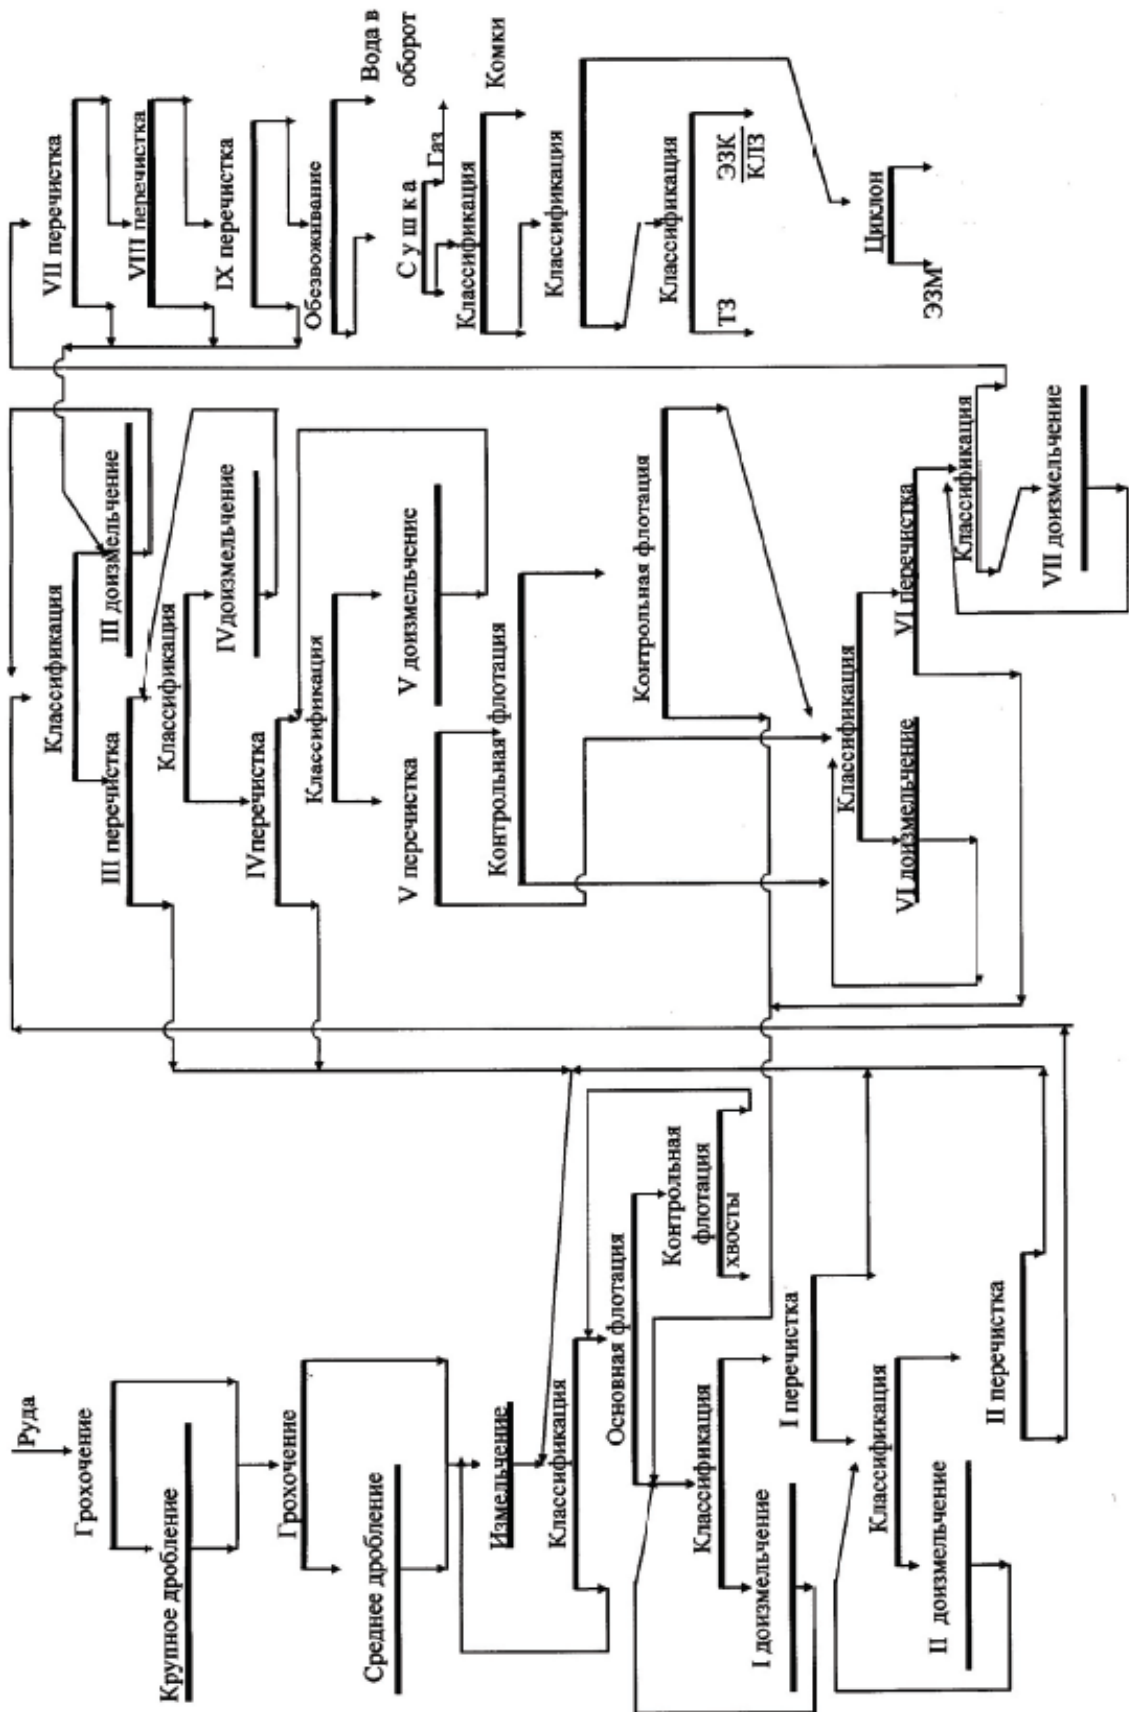 Руда
Грохочение
Крупное дробление
Грохочение
Среднее дробление
Измельчение
Классификация
Основная флотация
Контрольная
флотация
хвосты
Классификация
I доизмельчение
I перечистка
Классификация
II доизмельчение
II перечистка
Классификация
III перечистка
III доизмельчение
Классификация
IV перечистка
IV доизмельчение
Классификация
V перечистка
V доизмельчение
Контрольная флотация
Контрольная флотация
Классификация
VI доизмельчение
VI перечистка
Классификация
VII доизмельчение
VII перечистка
VIII перечистка
IX перечистка
Обезвоживание
Вода в
оборот
С у ш к а
Газ
Классификация
Комки
Классификация
Классификация
ТЗ
ЭЗК
КЛЗ
Циклон
ЭЗМ